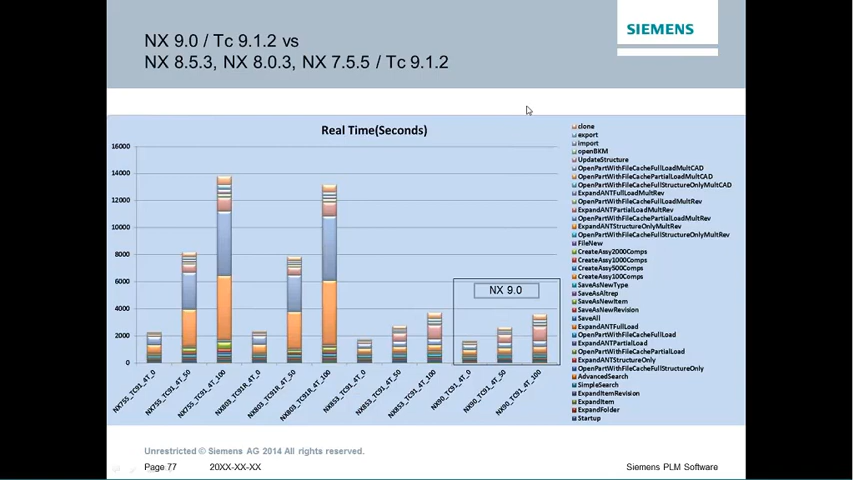 NX 9.0 / Tc 9.1.2 vs
NX 8.5.3, NX 8.0.3, NX 7.5.5 / Tc 9.1.2
SIEMENS
Real Time(Seconds)
16000
14000
12000
10000
8000
6000
4000
2000
0
NX 9.0
NX755_TC91_4T_0
NX755_TC91_4T_50
NX755_TC91_4T_100
NX803_TC91R_4T_0
NX803_TC91R_4T_50
NX803_TC91R_4T_100
NX853_TC91_4T_0
NX853_TC91_4T_50
NX853_TC91_4T_100
NX90_TC91_4T_0
NX90_TC91_4T_50
NX90_TC91_4T_100
clone
export
import
openBKM
UpdateStructure
OpenPartWithFileCacheFullLoadMultCAD
OpenPartWithFileCachePartialLoadMultCAD
OpenPartWithFileCacheFullStructureOnlyMultCAD
ExpandANTFullLoadMultRev
OpenPartWithFileCacheFullLoadMultRev
ExpandANTPartialLoadMultRev
OpenPartWithFileCachePartialLoadMultRev
ExpandANTStructureOnlyMultRev
OpenPartWithFileCacheFullStructureOnlyMultRev
FileNew
CreateAssy2000Comps
CreateAssy1000Comps
CreateAssy500Comps
CreateAssy100Comps
SaveAsNewType
SaveAsAltrep
SaveAsNewItem
SaveAsNewRevision
SaveAll
ExpandANTFullLoad
OpenPartWithFileCacheFullLoad
ExpandANTPartialLoad
OpenPartWithFileCachePartialLoad
ExpandANTStructureOnly
OpenPartWithFileCacheFullStructureOnly
AdvancedSearch
SimpleSearch
ExpandItemRevision
ExpandItem
ExpandFolder
Startup
Unrestricted © Siemens AG 2014 All rights reserved.
Page 77 20XX-XX-XX Siemens PLM Software